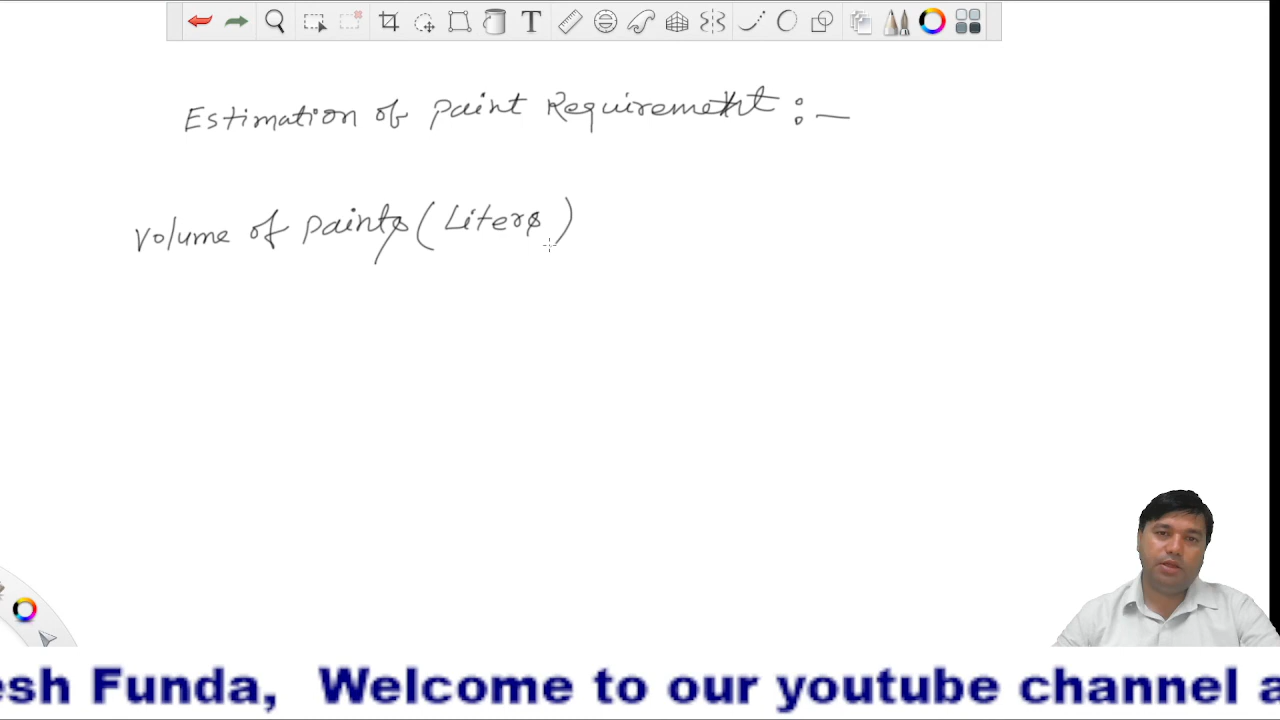 Estimation of paint Requirement :—
Volume of paints (Liters)
esh Funda, Welcome to our youtube channel a